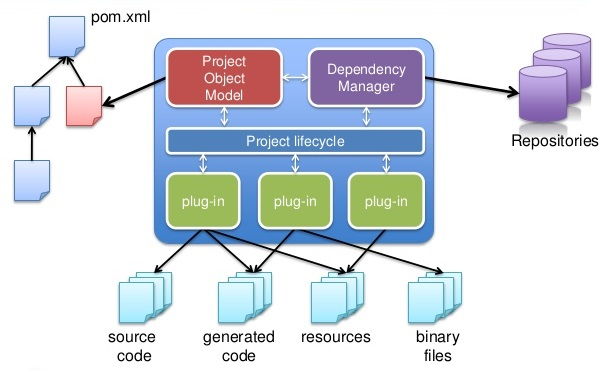 pom.xml
Project
Object
Model
Dependency
Manager
Repositories
Project lifecycle
plug-in
plug-in
plug-in
source
code
generated
code
resources
binary
files